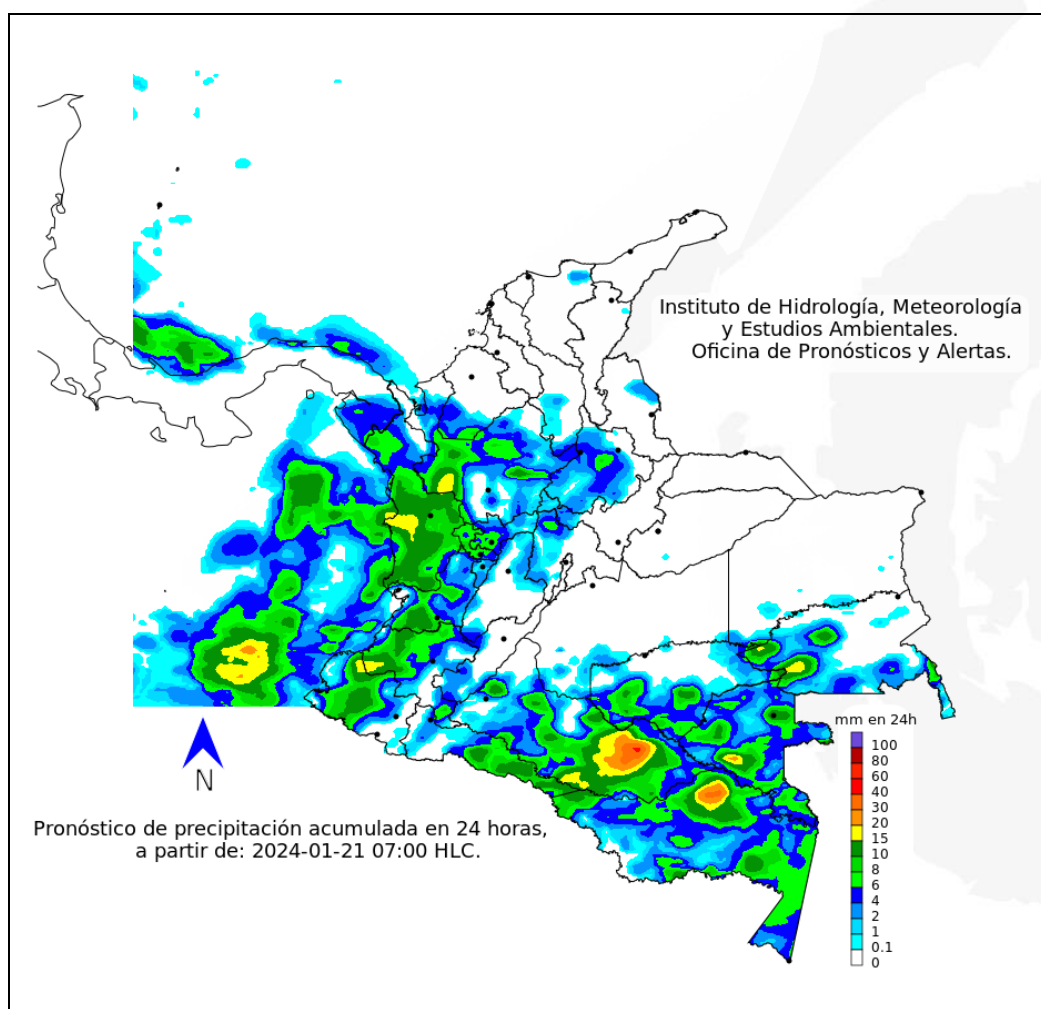 Instituto de Hidrología, Meteorología
y Estudios Ambientales.
Oficina de Pronósticos y Alertas.
mm en 24h
100
80
60
40
30
20
15
10
8
6
4
2
1
0.1
0
N
Pronóstico de precipitación acumulada en 24 horas,
a partir de: 2024-01-21 07:00 HLC.